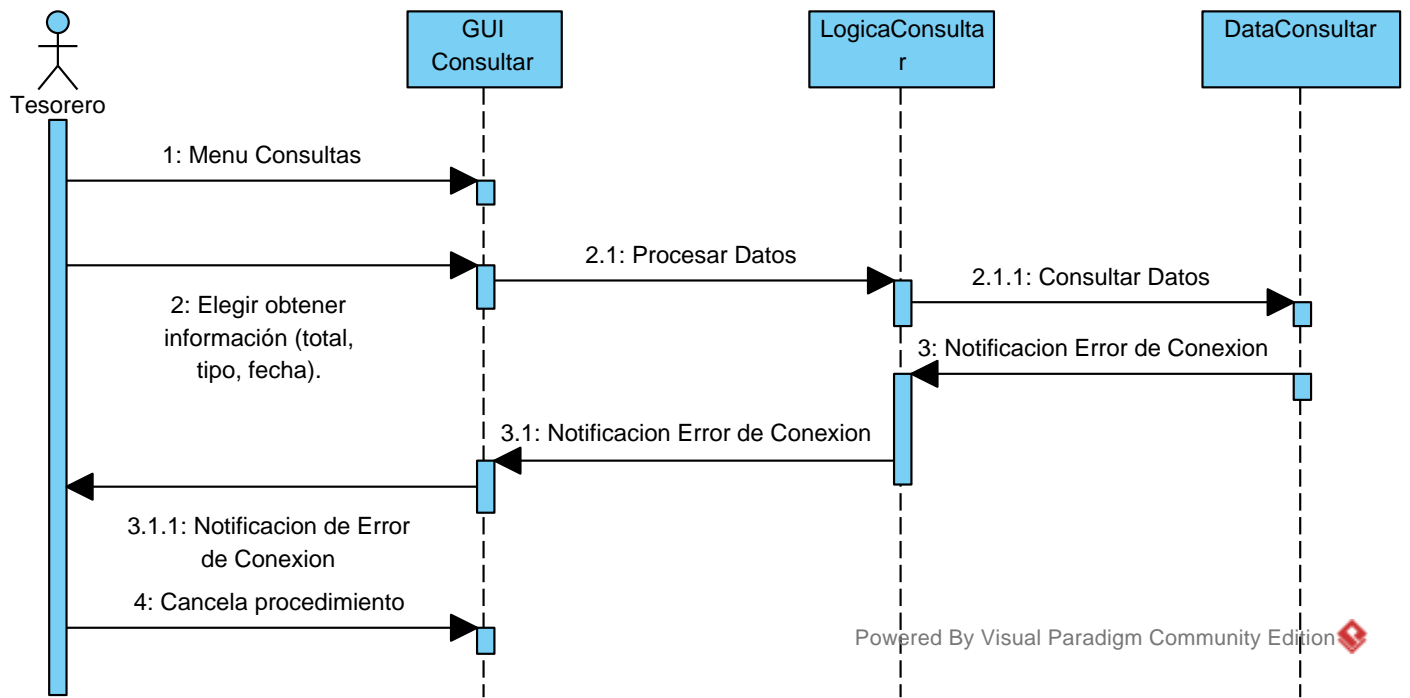 Tesorero
GUI
Consultar
LogicaConsulta
r
DataConsultar
1: Menu Consultas
2: Elegir obtener
información (total,
tipo, fecha).
2.1: Procesar Datos
2.1.1: Consultar Datos
3: Notificacion Error de Conexion
3.1: Notificacion Error de Conexion
3.1.1: Notificacion de Error
de Conexion
4: Cancela procedimiento
Powered By Visual Paradigm Community Edition